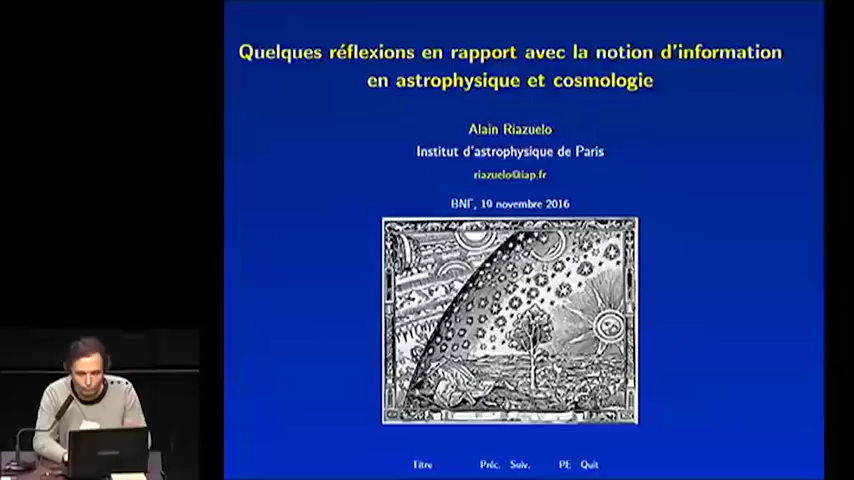 Quelques réflexions en rapport avec la notion d'information
en astrophysique et cosmologie
Alain Riazuelo
Institut d'astrophysique de Paris
riazuelo@iap.fr
BNF, 19 novembre 2016
Titre Préc. Suiv. PE Quit